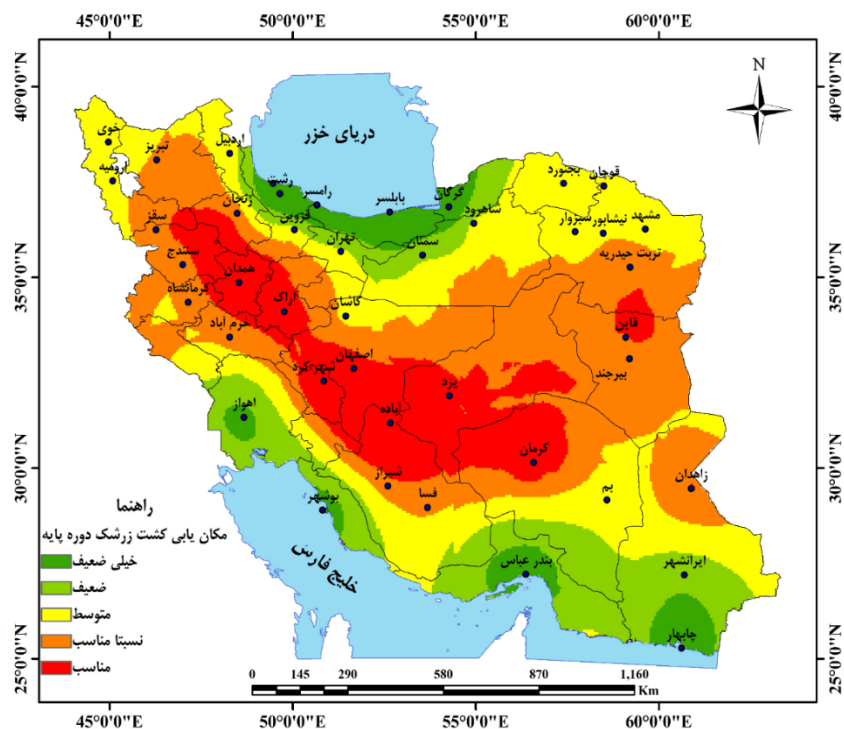 45°0'0"E 50°0'0"E 55°0'0"E 60°0'0"E
40°0'0"N
35°0'0"N
30°0'0"N
25°0'0"N
40°0'0"N
35°0'0"N
30°0'0"N
25°0'0"N
N
دریای خزر
خوی
تبریز
اردبیل
ارومیه
رشت
رامسر
بابلسر
گرگان
بجنورد
قوچان
زنجان
قزوین
شاهرود
سقز
تهران
سمنان
سبزوار
نیشابور
مشهد
سنندج
همدان
تربت حیدریه
کرمانشاه
اراک
کاشان
خرم آباد
قاین
اصفهان
شهرکرد
بیرجند
یزد
اهواز
آباده
کرمان
شیراز
زاهدان
فسا
بم
بوشهر
خلیج فارس
بندر عباس
ایرانشهر
چابهار
راهنما
مکان یابی کشت زرشک دوره پایه
خیلی ضعیف
ضعیف
متوسط
نسبتا مناسب
مناسب
0 145 290 580 870 1,160
Km
45°0'0"E 50°0'0"E 55°0'0"E 60°0'0"E